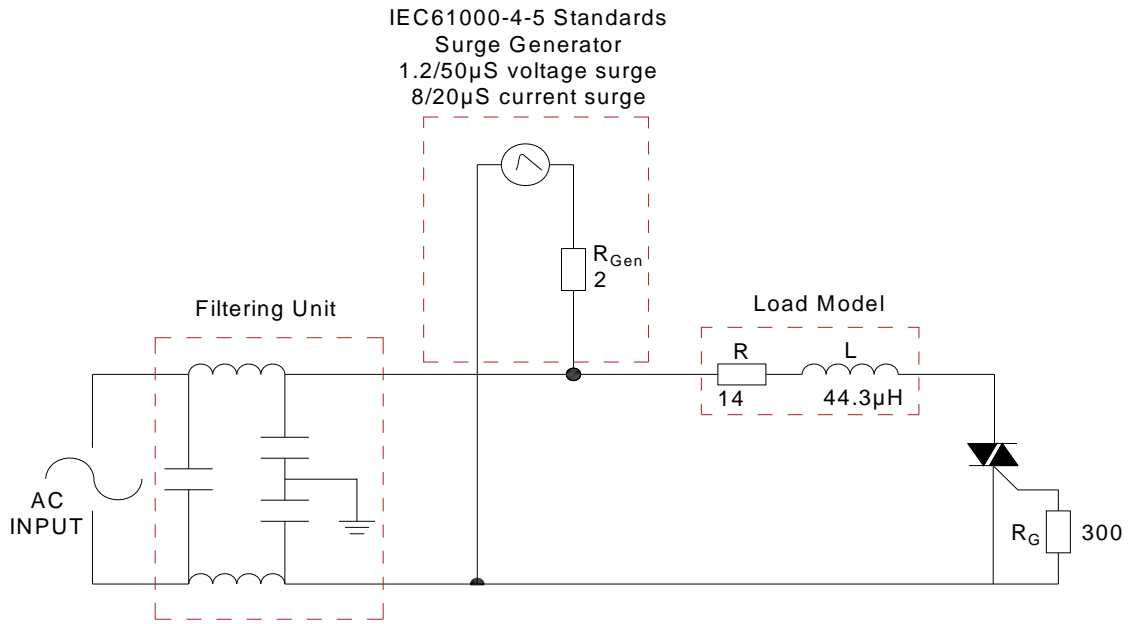 IEC61000-4-5 Standards
Surge Generator
1.2/50µS voltage surge
8/20µS current surge
RGen
2
Filtering Unit
Load Model
R
L
14
44.3µH
AC
INPUT
RG
300